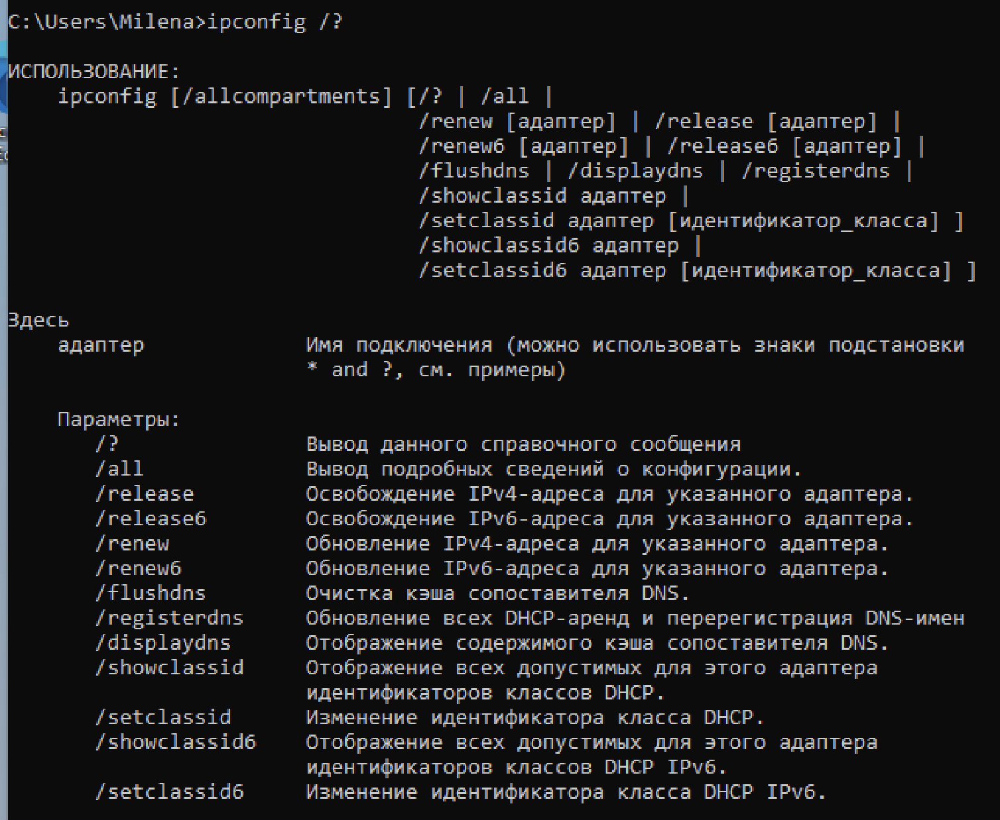 C:\Users\Milena>ipconfig /?
ИСПОЛЬЗОВАНИЕ:
ipconfig [/allcompartments] [/? | /all |
/renew [адаптер] | /release [адаптер] |
/renew6 [адаптер] | /release6 [адаптер] |
/flushdns | /displaydns | /registerdns |
/showclassid адаптер |
/setclassid адаптер [идентификатор_класса] ]
/showclassid6 адаптер |
/setclassid6 адаптер [идентификатор_класса] ]
Здесь
адаптер Имя подключения (можно использовать знаки подстановки
* and ?, см. примеры)
Параметры:
/? Вывод данного справочного сообщения
/all Вывод подробных сведений о конфигурации.
/release Освобождение IPv4-адреса для указанного адаптера.
/release6 Освобождение IPv6-адреса для указанного адаптера.
/renew Обновление IPv4-адреса для указанного адаптера.
/renew6 Обновление IPv6-адреса для указанного адаптера.
/flushdns Очистка кэша сопоставителя DNS.
/registerdns Обновление всех DHCP-аренд и перерегистрация DNS-имен
/displaydns Отображение содержимого кэша сопоставителя DNS.
/showclassid Отображение всех допустимых для этого адаптера
идентификаторов классов DHCP.
/setclassid Изменение идентификатора класса DHCP.
/showclassid6 Отображение всех допустимых для этого адаптера
идентификаторов классов DHCP IPv6.
/setclassid6 Изменение идентификатора класса DHCP IPv6.